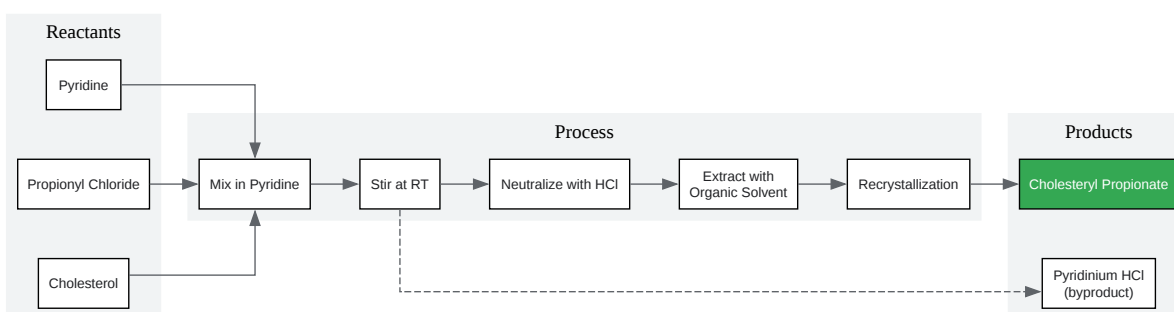 Reactants
Pyridine
Propionyl Chloride
Cholesterol
Process
Mix in Pyridine
Stir at RT
Neutralize with HCl
Extract with
Organic Solvent
Recrystallization
Products
Cholesteryl Propionate
Pyridinium HCl
(byproduct)